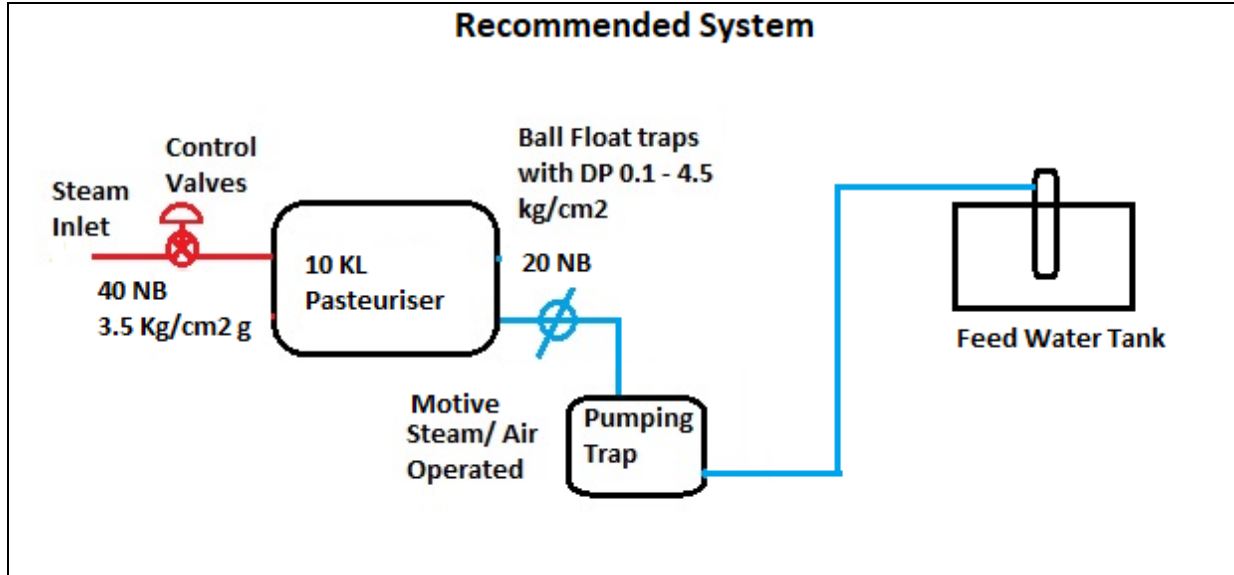 Recommended System
Steam
Inlet
Control
Valves
40 NB
3.5 Kg/cm2 g
10 KL
Pasteuriser
Ball Float traps
with DP 0.1 - 4.5
kg/cm2
20 NB
Motive
Steam/ Air
Operated
Pumping
Trap
Feed Water Tank